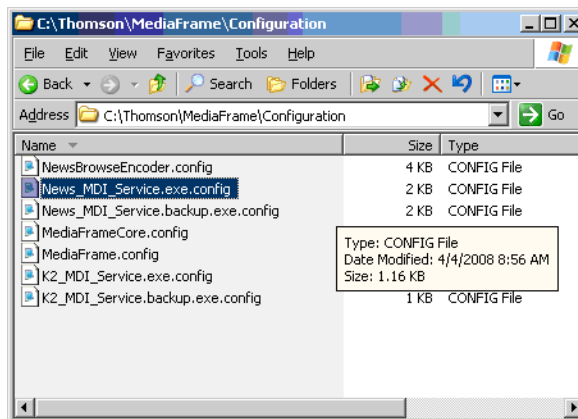 C:\Thomson\MediaFrame\Configuration
File Edit View Favorites Tools Help
Back Search Folders
Address C:\Thomson\MediaFrame\Configuration Go
Name Size Type
NewsBrowseEncoder.config 4 KB CONFIG File
News_MDI_Service.exe.config 2 KB CONFIG File
News_MDI_Service.backup.exe.config 2 KB CONFIG File
MediaFrameCore.config
MediaFrame.config
K2_MDI_Service.exe.config
K2_MDI_Service.backup.exe.config 1 KB CONFIG File
Type: CONFIG File
Date Modified: 4/4/2008 8:56 AM
Size: 1.16 KB